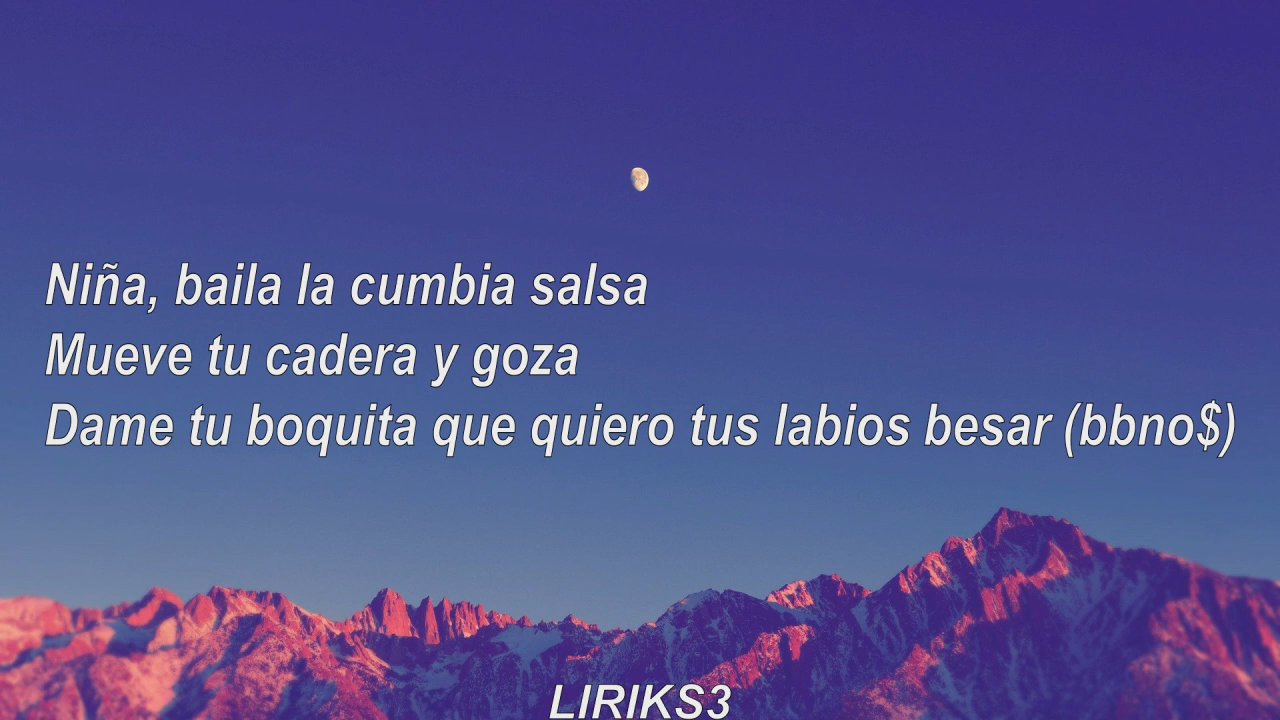 Niña, baila la cumbia salsa
Mueve tu cadera y goza
Dame tu boquita que quiero tus labios besar (bbno$)
LIRIKS3